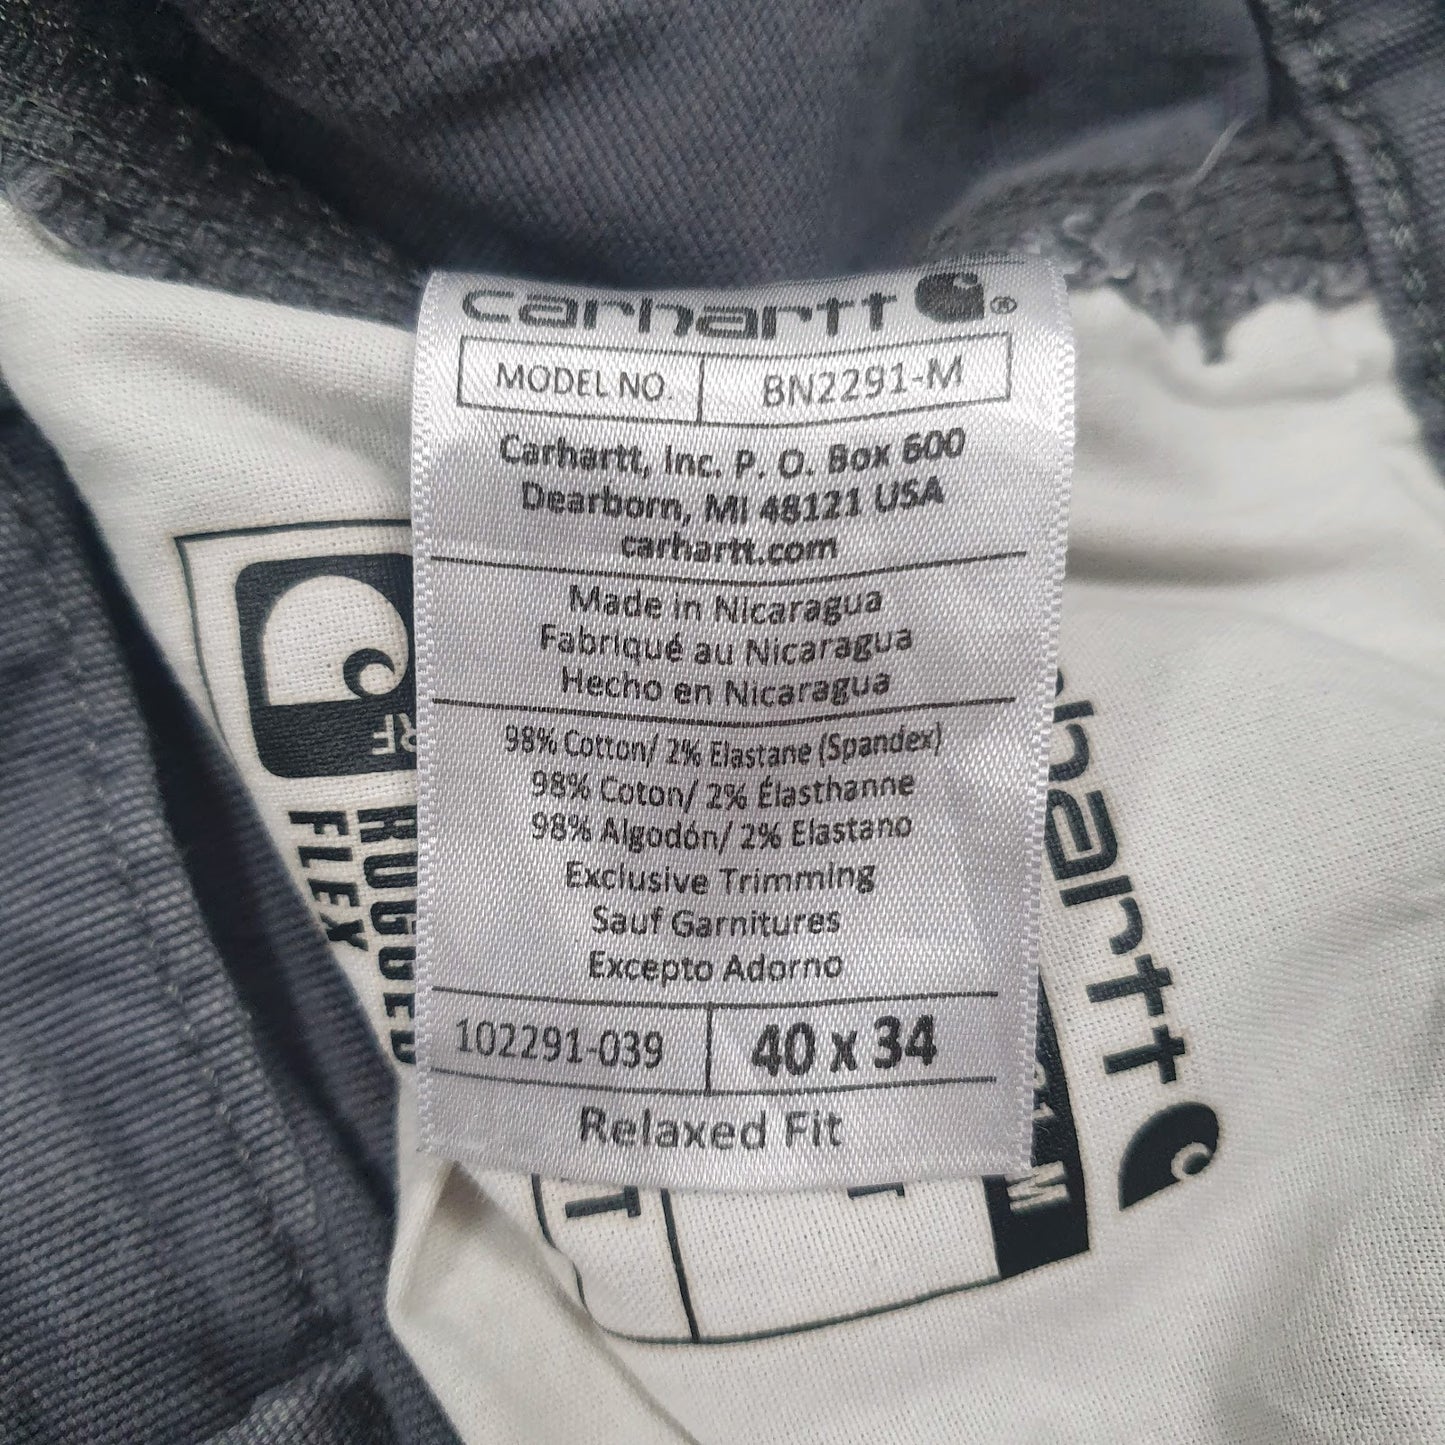 carhartt ®
MODEL NO. BN2291-M
Carhartt, Inc. P. O. Box 600
Dearborn, MI 48121 USA
carhartt.com
Made in Nicaragua
Fabriqué au Nicaragua
Hecho en Nicaragua
98% Cotton/ 2% Elastane (Spandex)
98% Coton/ 2% Élasthanne
98% Algodón/ 2% Elastano
Exclusive Trimming
Sauf Garnitures
Excepto Adorno
102291-039 40 x 34
Relaxed Fit
RUGGED
FLEX
hartt